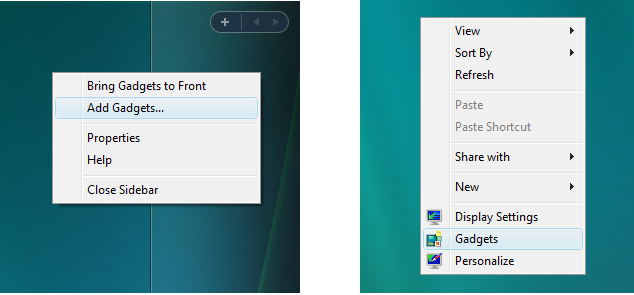 Bring Gadgets to Front
Add Gadgets...
Properties
Help
Close Sidebar
View
Sort By
Refresh
Paste
Paste Shortcut
Share with
New
Display Settings
Gadgets
Personalize